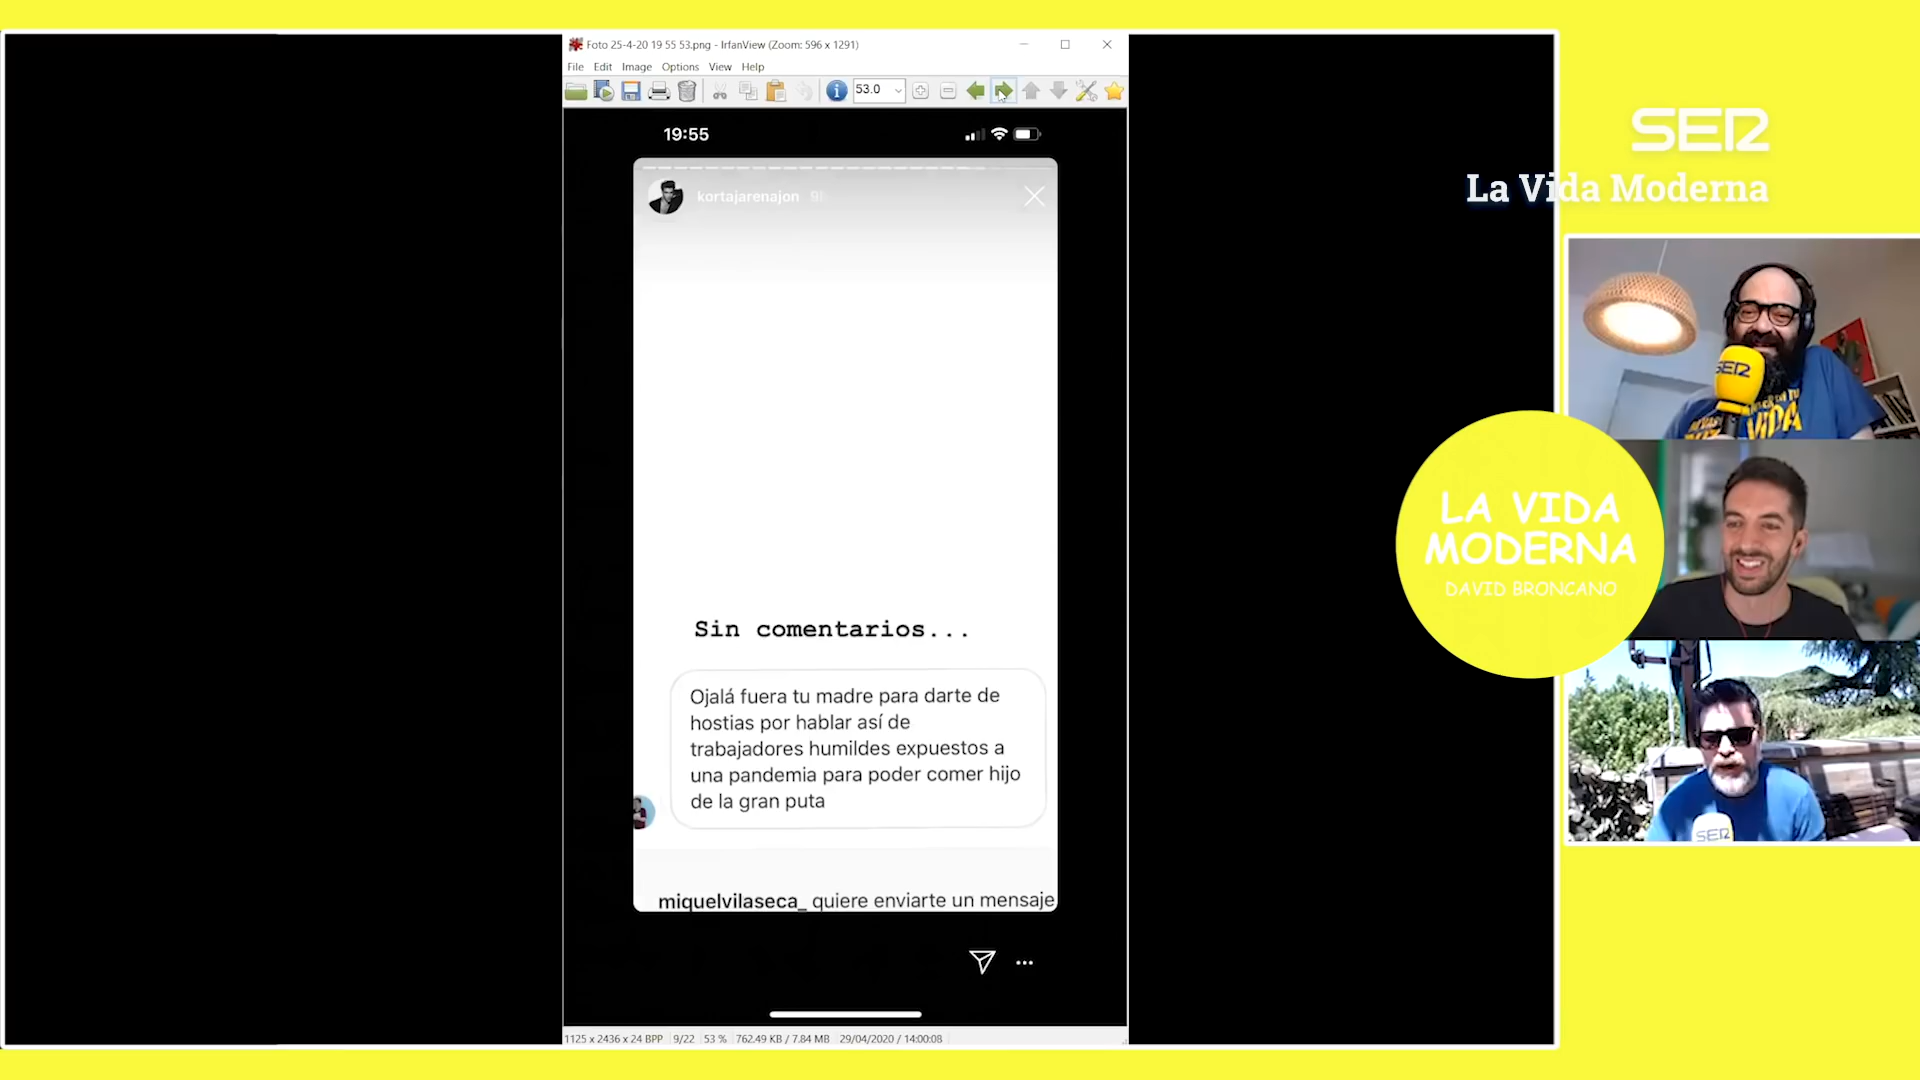 Foto 25-4-20 19 55 53.png - IrfanView (Zoom: 596 x 1291)
File Edit Image Options View Help
53.0
19:55
kortajarenajon
Sin comentarios...
Ojalá fuera tu madre para darte de
hostias por hablar así de
trabajadores humildes expuestos a
una pandemia para poder comer hijo
de la gran puta
miquelvilaseca_ quiere enviarte un mensaje
1125 x 2436 x 24 BPP 9/22 53 % 762.49 KB / 7.84 MB 29/04/2020 / 14:00:08
SER
La Vida Moderna
SER
VIDA
LA VIDA
MODERNA
DAVID BRONCANO
SER